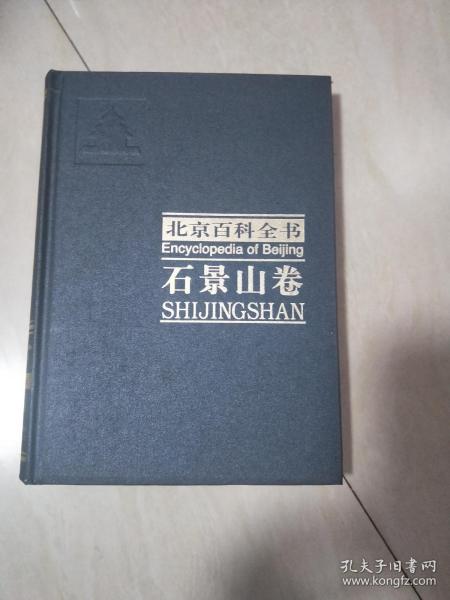 北京百科全书
Encyclopedia of Beijing
石景山卷
SHIJINGSHAN
孔夫子旧书网
www.kongfz.com